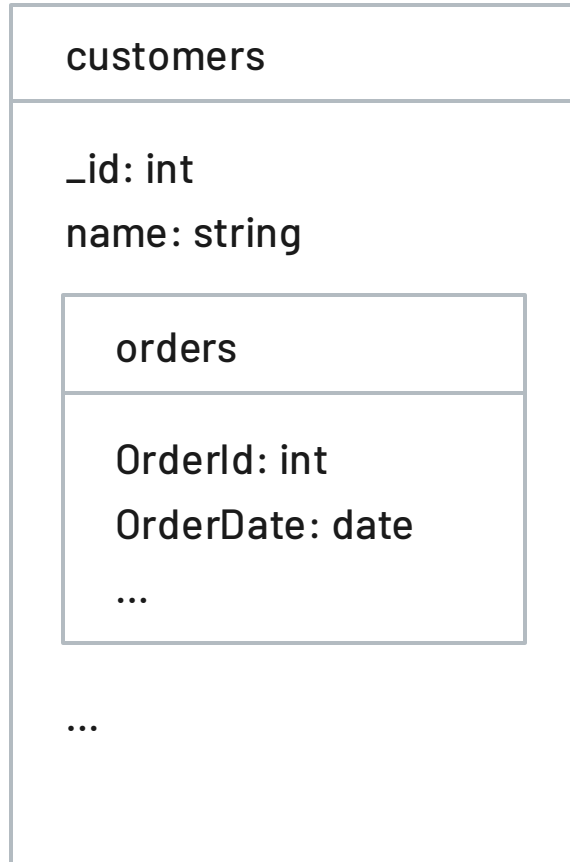 customers
_id: int
name: string
orders
OrderId: int
OrderDate: date
...
...